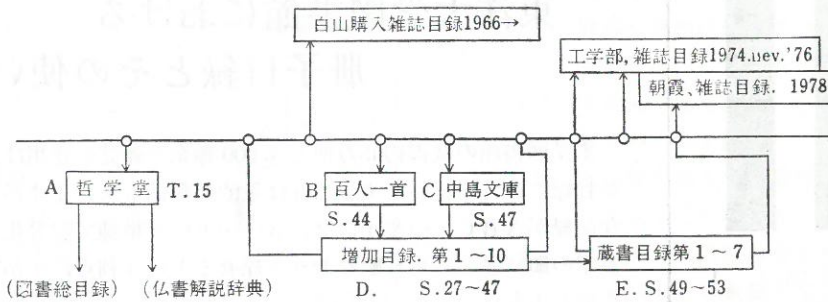 白山購入雑誌目録1966→
工学部,雑誌目録1974.nev.'76
朝霞、雑誌目録. 1978
A 哲学堂 T.15
B 百人一首
C 中島文庫
S.44
S.47
増加目録. 第1~10
蔵書目録第1~7
(図書総目録) (仏書解説辞典)
D. S.27~47
E. S.49~53